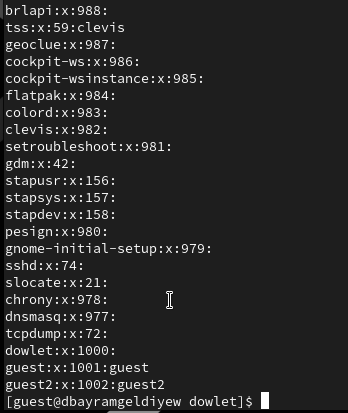 brlapi:x:988:
tss:x:59:clevis
geoclue:x:987:
cockpit-ws:x:986:
cockpit-wsinstance:x:985:
flatpak:x:984:
colord:x:983:
clevis:x:982:
setroubleshoot:x:981:
gdm:x:42:
stapusr:x:156:
stapsys:x:157:
stapdev:x:158:
pesign:x:980:
gnome-initial-setup:x:979:
sshd:x:74:
slocate:x:21:
chrony:x:978:
dnsmasq:x:977:
tcpdump:x:72:
dowlet:x:1000:
guest:x:1001:guest
guest2:x:1002:guest2
[guest@dbayramgeldiyew dowlet]$